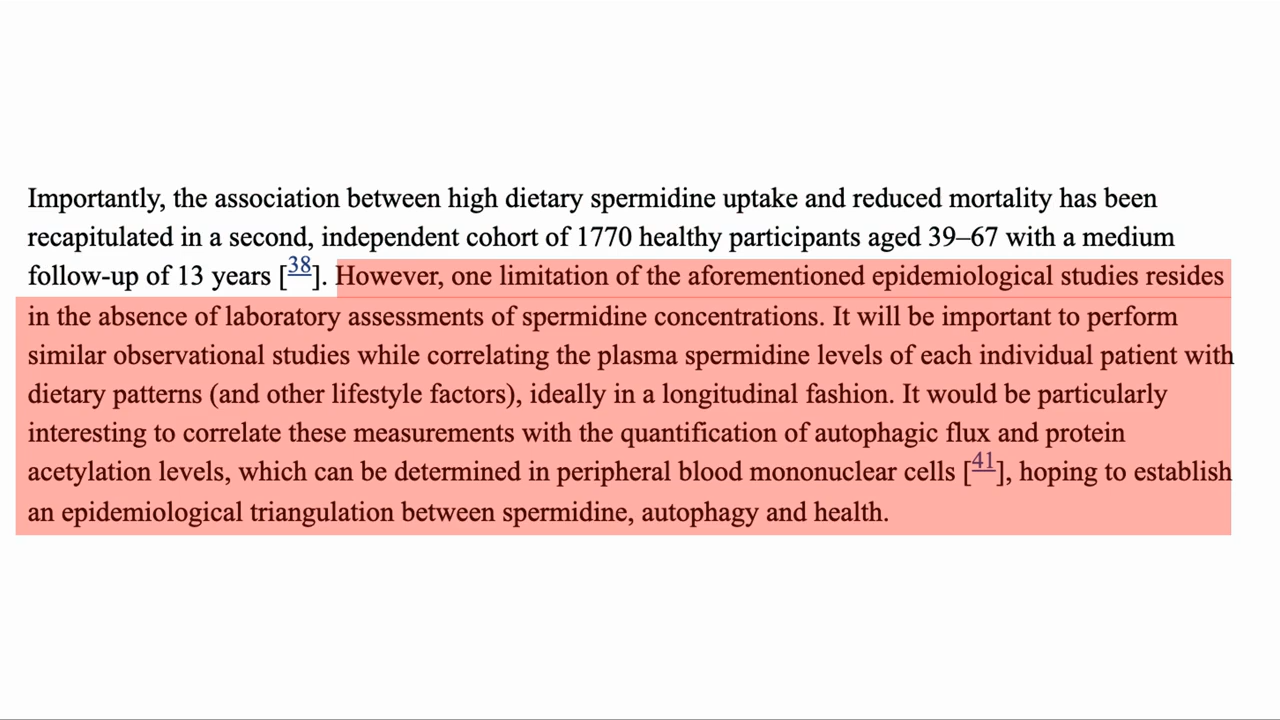 Importantly, the association between high dietary spermidine uptake and reduced mortality has been
recapitulated in a second, independent cohort of 1770 healthy participants aged 39–67 with a medium
follow-up of 13 years [38]. However, one limitation of the aforementioned epidemiological studies resides
in the absence of laboratory assessments of spermidine concentrations. It will be important to perform
similar observational studies while correlating the plasma spermidine levels of each individual patient with
dietary patterns (and other lifestyle factors), ideally in a longitudinal fashion. It would be particularly
interesting to correlate these measurements with the quantification of autophagic flux and protein
acetylation levels, which can be determined in peripheral blood mononuclear cells [41], hoping to establish
an epidemiological triangulation between spermidine, autophagy and health.